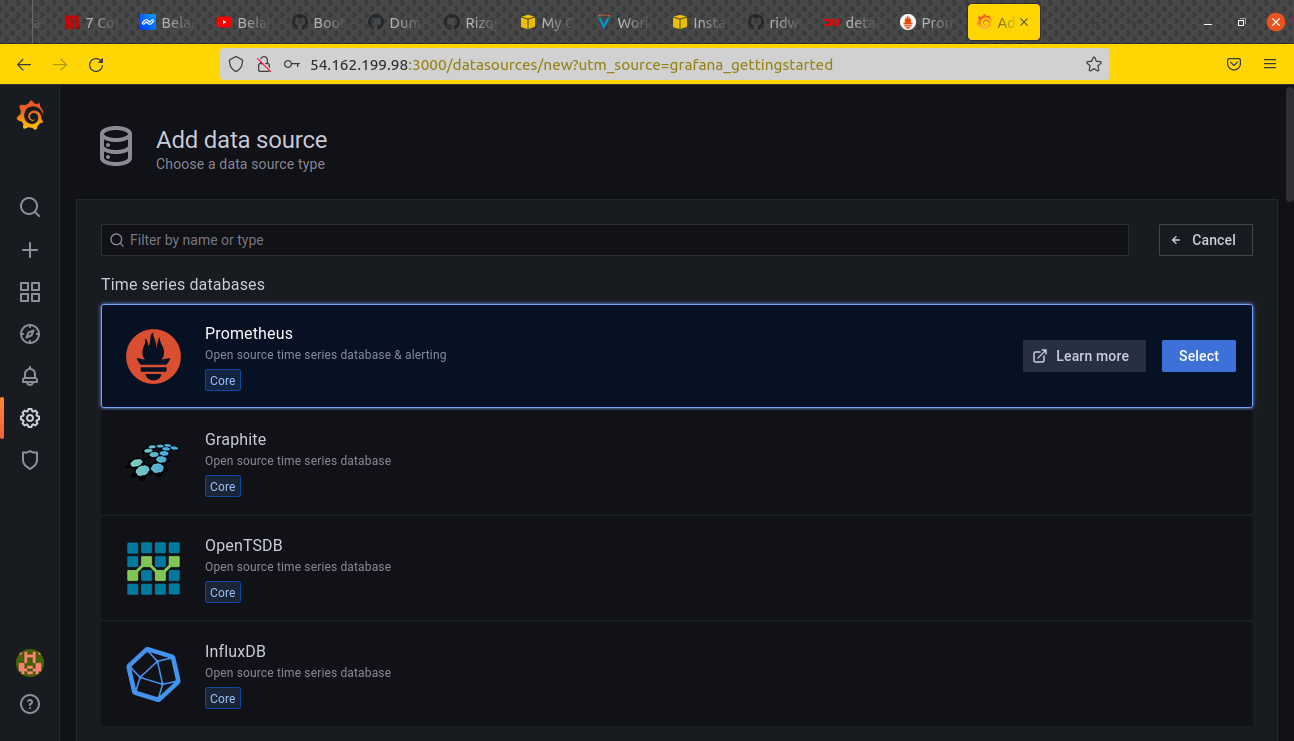 7 Co
Bela
Bela
Boo
Dum
Rizq
My C
Wor
Insta
ridw
deta
Pron
Ad
54.162.199.98:3000/datasources/new?utm_source=grafana_gettingstarted
Add data source
Choose a data source type
Filter by name or type
Cancel
Time series databases
Prometheus
Open source time series database & alerting
Core
Learn more
Select
Graphite
Open source time series database
Core
OpenTSDB
Open source time series database
Core
InfluxDB
Open source time series database
Core